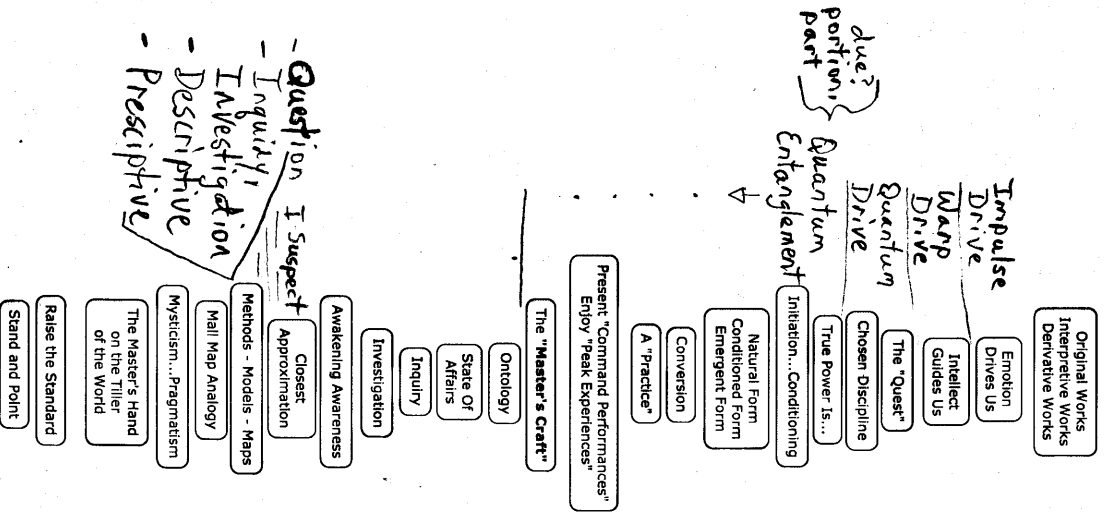 Original Works
Interpretive Works
Derivative Works
Emotion
Drives Us
Intellect
Guides Us
The "Quest"
Chosen Discipline
True Power Is...
Initiation...Conditioning
Natural Form
Conditioned Form
Emergent Form
Conversion
A "Practice"
Present "Command Performances"
Enjoy "Peak Experiences"
The "Master's Craft"
Ontology
State Of
Affairs
Inquiry
Investigation
Awakening Awareness
Closest
Approximation
Methods - Models - Maps
Mall Map Analogy
Mysticism....Pragmatism
The Master's Hand
on the Tiller
of the World
Raise the Standard
Stand and Point
Impulse
Drive
Warp
Drive
Quantum
Drive
Quantum
Entanglement
due?
portion,
part
I Suspect
- Question
- Inquiry,
Investigation
- Descriptive
- Presciptive